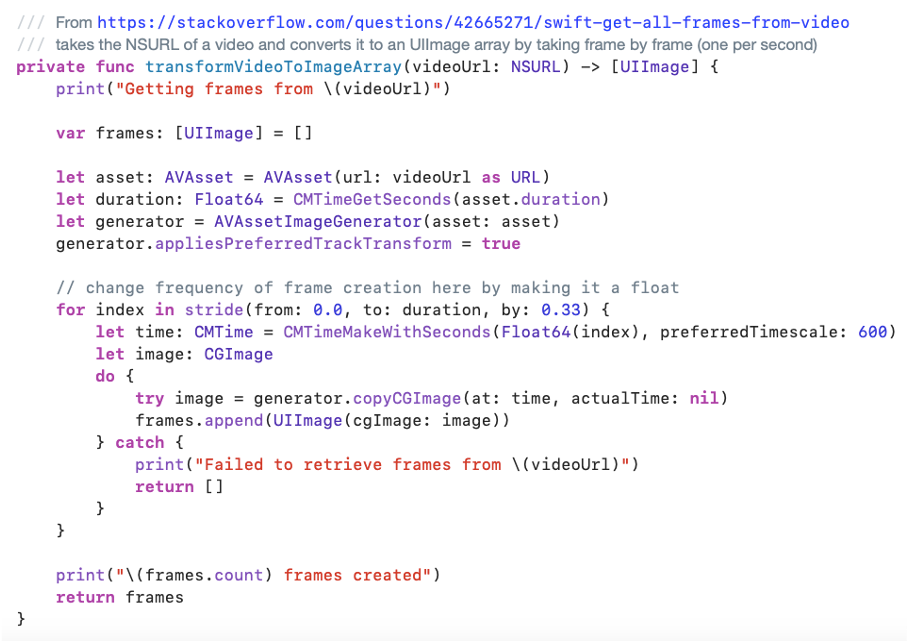 /// From https://stackoverflow.com/questions/42665271/swift-get-all-frames-from-video
/// takes the NSURL of a video and converts it to an UIImage array by taking frame by frame (one per second)
private func transformVideoToImageArray(videoUrl: NSURL) -> [UIImage] {
    print("Getting frames from \(videoUrl)")

    var frames: [UIImage] = []

    let asset: AVAsset = AVAsset(url: videoUrl as URL)
    let duration: Float64 = CMTimeGetSeconds(asset.duration)
    let generator = AVAssetImageGenerator(asset: asset)
    generator.appliesPreferredTrackTransform = true

    // change frequency of frame creation here by making it a float
    for index in stride(from: 0.0, to: duration, by: 0.33) {
        let time: CMTime = CMTimeMakeWithSeconds(Float64(index), preferredTimescale: 600)
        let image: CGImage
        do {
            try image = generator.copyCGImage(at: time, actualTime: nil)
            frames.append(UIImage(cgImage: image))
        } catch {
            print("Failed to retrieve frames from \(videoUrl)")
            return []
        }
    }

    print("\(frames.count) frames created")
    return frames
}